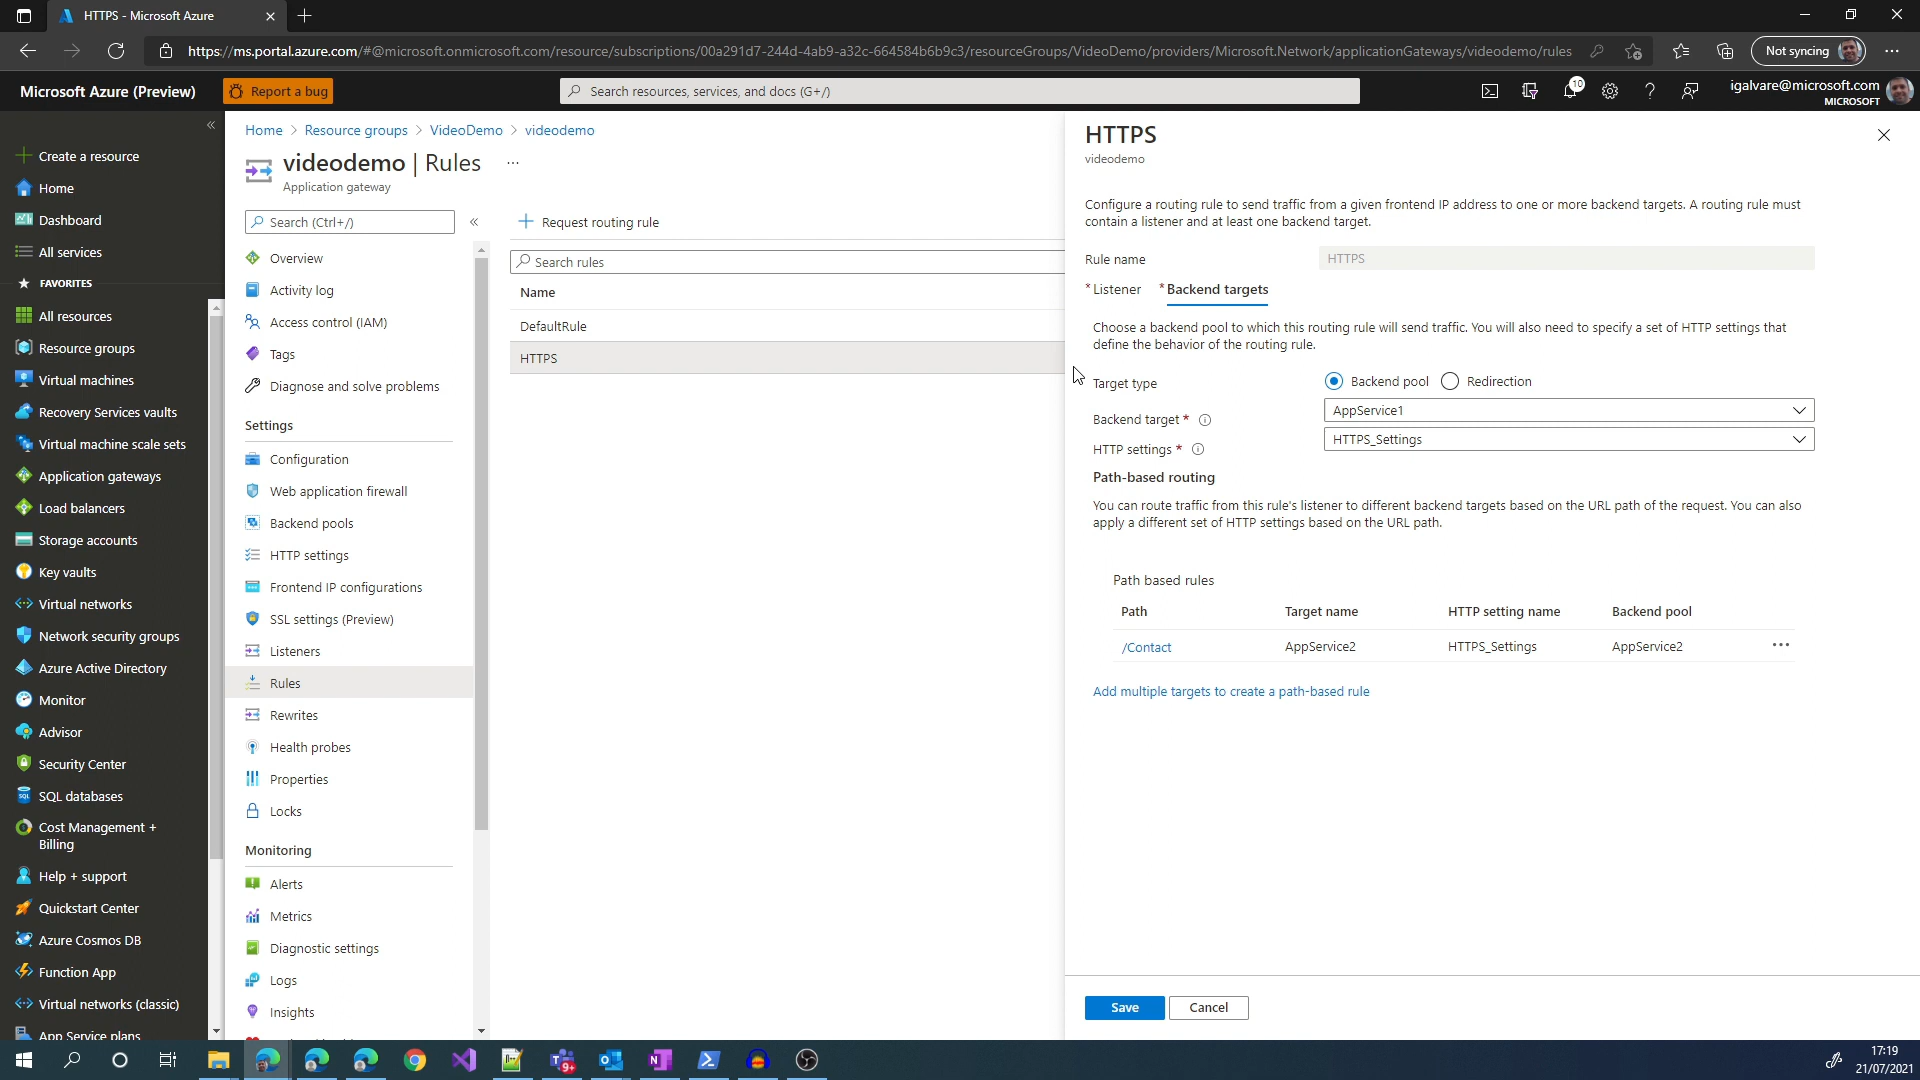 HTTPS - Microsoft Azure
https://ms.portal.azure.com/#@microsoft.onmicrosoft.com/resource/subscriptions/00a291d7-244d-4ab9-a32c-664584b6b9c3/resourceGroups/VideoDemo/providers/Microsoft.Network/applicationGateways/videodemo/rules
Not syncing
Microsoft Azure (Preview)
Report a bug
Search resources, services, and docs (G+/)
10
igalvare@microsoft.com
MICROSOFT
Create a resource
Home
Dashboard
All services
FAVORITES
All resources
Resource groups
Virtual machines
Recovery Services vaults
Virtual machine scale sets
Application gateways
Load balancers
Storage accounts
Key vaults
Virtual networks
Network security groups
Azure Active Directory
Monitor
Advisor
Security Center
SQL databases
Cost Management +
Billing
Help + support
Quickstart Center
Azure Cosmos DB
Function App
Virtual networks (classic)
App Service plans
Home > Resource groups > VideoDemo > videodemo
videodemo | Rules
Application gateway
Search (Ctrl+/)
Overview
Activity log
Access control (IAM)
Tags
Diagnose and solve problems
Settings
Configuration
Web application firewall
Backend pools
HTTP settings
Frontend IP configurations
SSL settings (Preview)
Listeners
Rules
Rewrites
Health probes
Properties
Locks
Monitoring
Alerts
Metrics
Diagnostic settings
Logs
Insights
Request routing rule
Search rules
Name
DefaultRule
HTTPS
HTTPS
videodemo
Configure a routing rule to send traffic from a given frontend IP address to one or more backend targets. A routing rule must
contain a listener and at least one backend target.
Rule name
HTTPS
* Listener * Backend targets
Choose a backend pool to which this routing rule will send traffic. You will also need to specify a set of HTTP settings that
define the behavior of the routing rule.
Target type
Backend pool Redirection
Backend target *
AppService1
HTTP settings *
HTTPS_Settings
Path-based routing
You can route traffic from this rule's listener to different backend targets based on the URL path of the request. You can also
apply a different set of HTTP settings based on the URL path.
Path based rules
Path Target name HTTP setting name Backend pool
/Contact AppService2 HTTPS_Settings AppService2
Add multiple targets to create a path-based rule
Save
Cancel
9+
17:19
21/07/2021